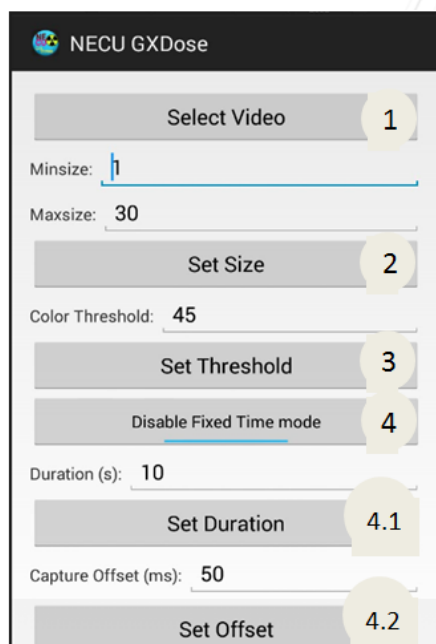 NECU GXDose
Select Video 1
Minsize: 1
Maxsize: 30
Set Size 2
Color Threshold: 45
Set Threshold 3
Disable Fixed Time mode 4
Duration (s): 10
Set Duration 4.1
Capture Offset (ms): 50
Set Offset 4.2